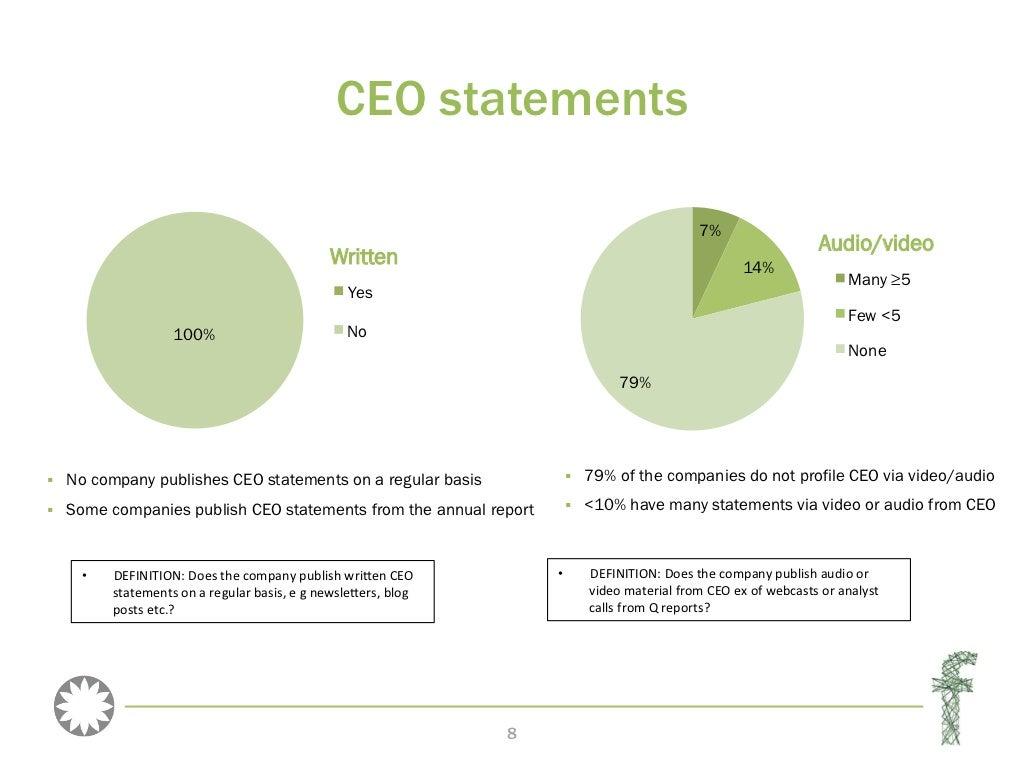 CEO statements
100%
Written
Yes
No
7%
14%
79%
Audio/video
Many ≥5
Few <5
None
▪ No company publishes CEO statements on a regular basis
▪ Some companies publish CEO statements from the annual report
▪ 79% of the companies do not profile CEO via video/audio
▪ <10% have many statements via video or audio from CEO
• DEFINITION: Does the company publish written CEO
statements on a regular basis, e g newsletters, blog
posts etc.?
• DEFINITION: Does the company publish audio or
video material from CEO ex of webcasts or analyst
calls from Q reports?
f
8